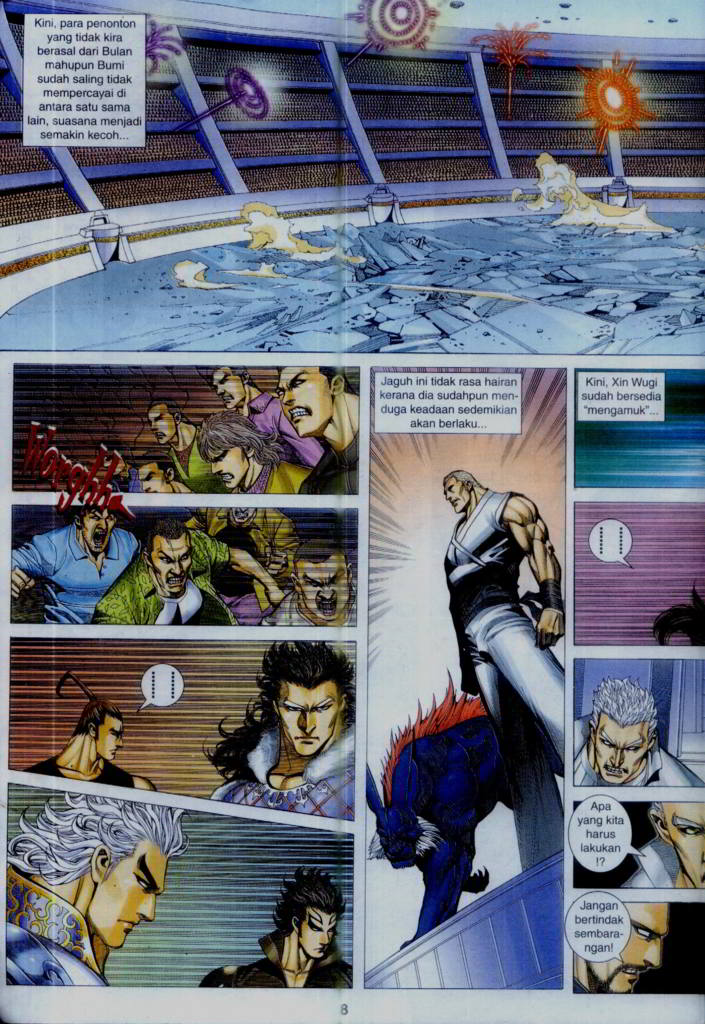 Kini, para penonton
yang tidak kira
berasal dari Bulan
mahupun Bumi
sudah saling tidak
mempercayai di
antara satu sama
lain, suasana menjadi
semakin kecoh...
Worghh
Jaguh ini tidak rasa hairan
kerana dia sudahpun men-
duga keadaan sedemikian
akan berlaku...
Kini, Xin Wugi
sudah bersedia
"mengamuk"...
Apa
yang kita
harus
lakukan
!?
Jangan
bertindak
sembara-
ngan!
8